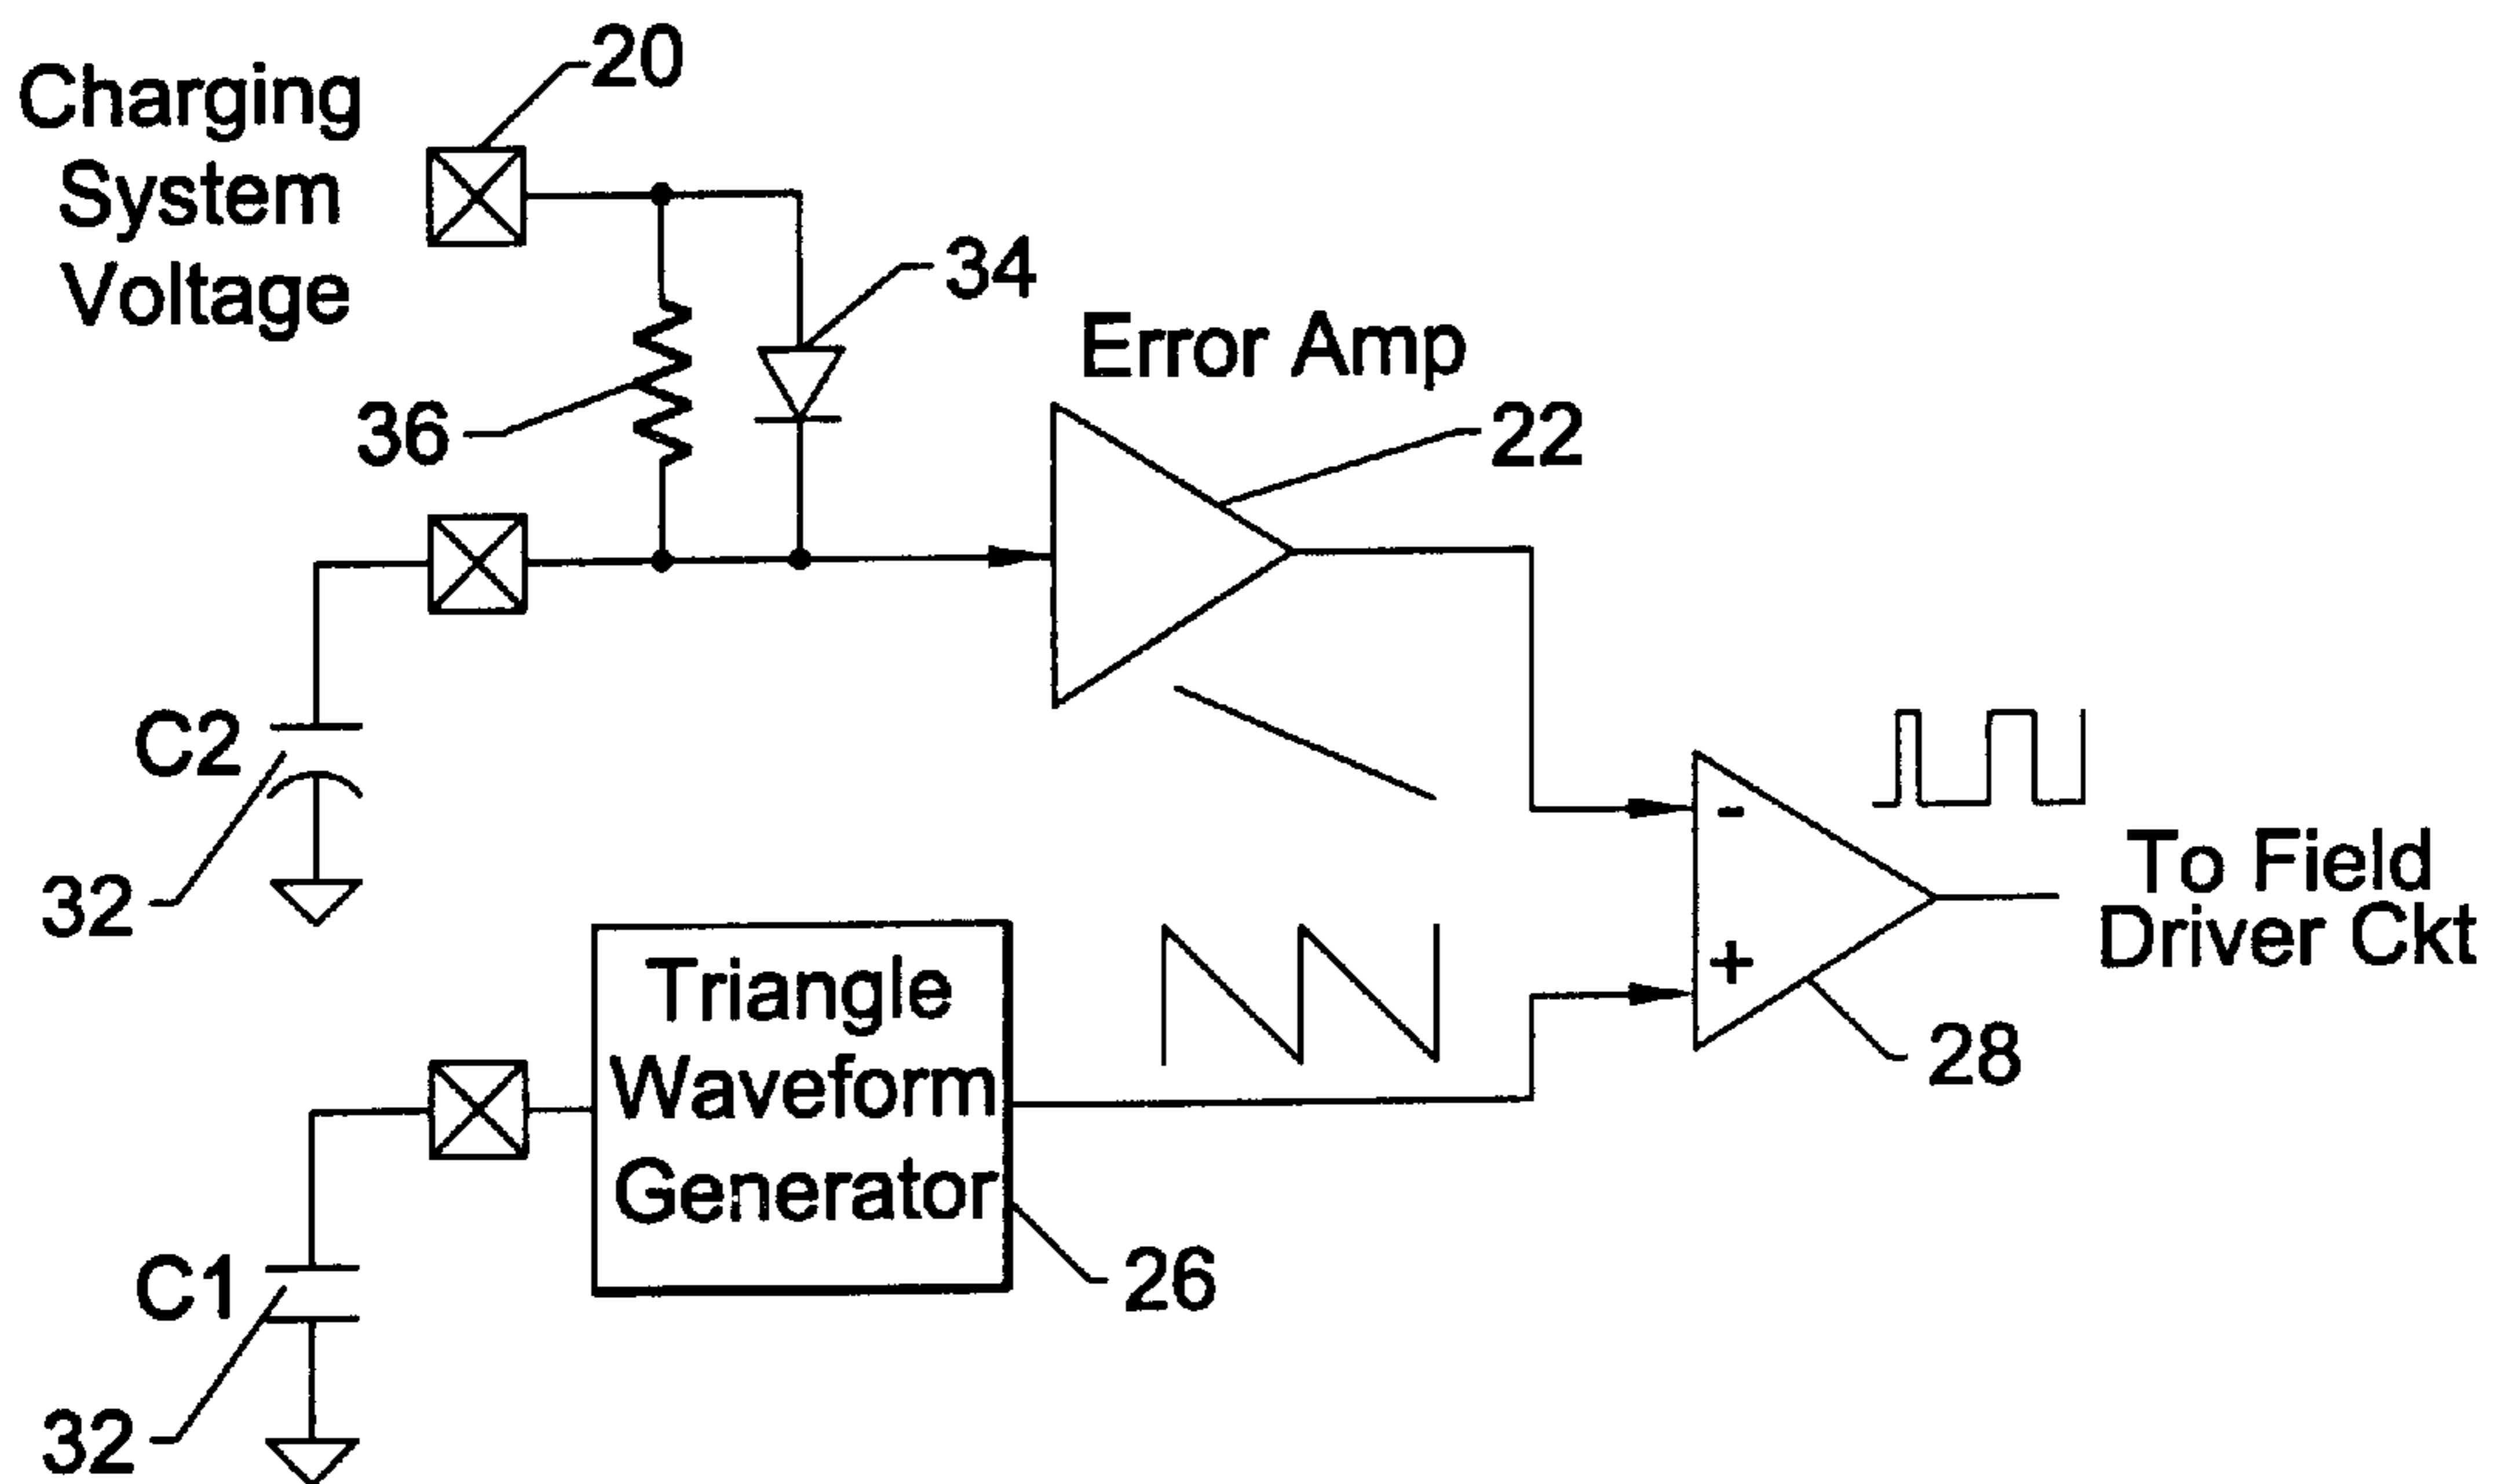 20
Charging
System
Voltage
34
Error Amp
36
22
C2
-
To Field
Driver Ckt
32
+
Triangle
Waveform
Generator
28
C1
26
32